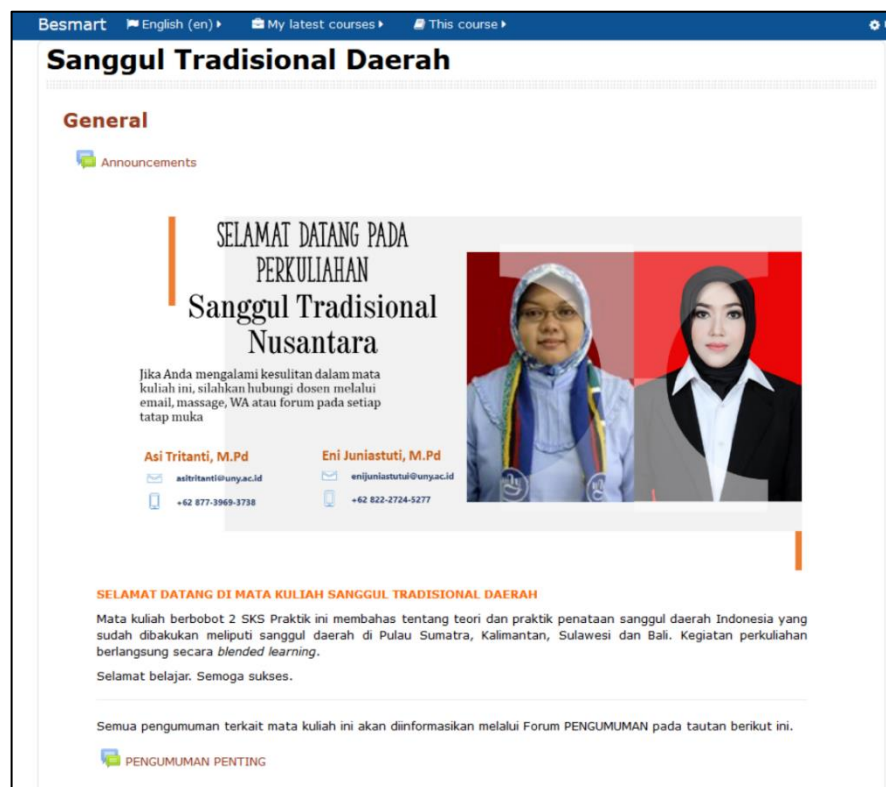 Besmart English (en) My latest courses This course
Sanggul Tradisional Daerah
General
Announcements
SELAMAT DATANG PADA
PERKULIAHAN
Sanggul Tradisional
Nusantara
Jika Anda mengalami kesulitan dalam mata
kuliah ini, silahkan hubungi dosen melalui
email, massage, WA atau forum pada setiap
tatap muka
Asi Tritanti, M.Pd
asitritanti@uny.ac.id
+62 877-3969-3738
Eni Juniastuti, M.Pd
enijuniastutui@uny.ac.id
+62 822-2724-5277
SELAMAT DATANG DI MATA KULIAH SANGGUL TRADISIONAL DAERAH
Mata kuliah berbobot 2 SKS Praktik ini membahas tentang teori dan praktik penataan sanggul daerah Indonesia yang
sudah dibakukan meliputi sanggul daerah di Pulau Sumatra, Kalimantan, Sulawesi dan Bali. Kegiatan perkuliahan
berlangsung secara blended learning.
Selamat belajar. Semoga sukses.
Semua pengumuman terkait mata kuliah ini akan diinformasikan melalui Forum PENGUMUMAN pada tautan berikut ini.
PENGUMUMAN PENTING